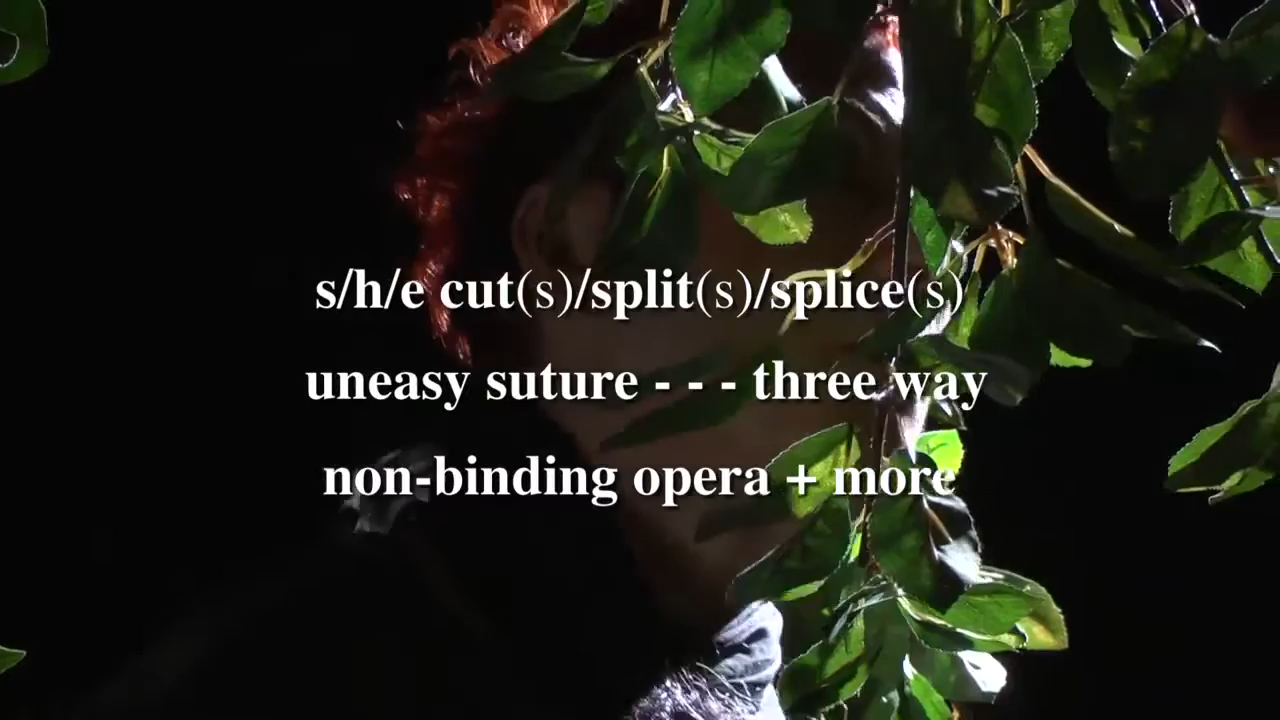 s/h/e cut(s)/split(s)/splice(s)
uneasy suture - - - three way
non-binding opera + more